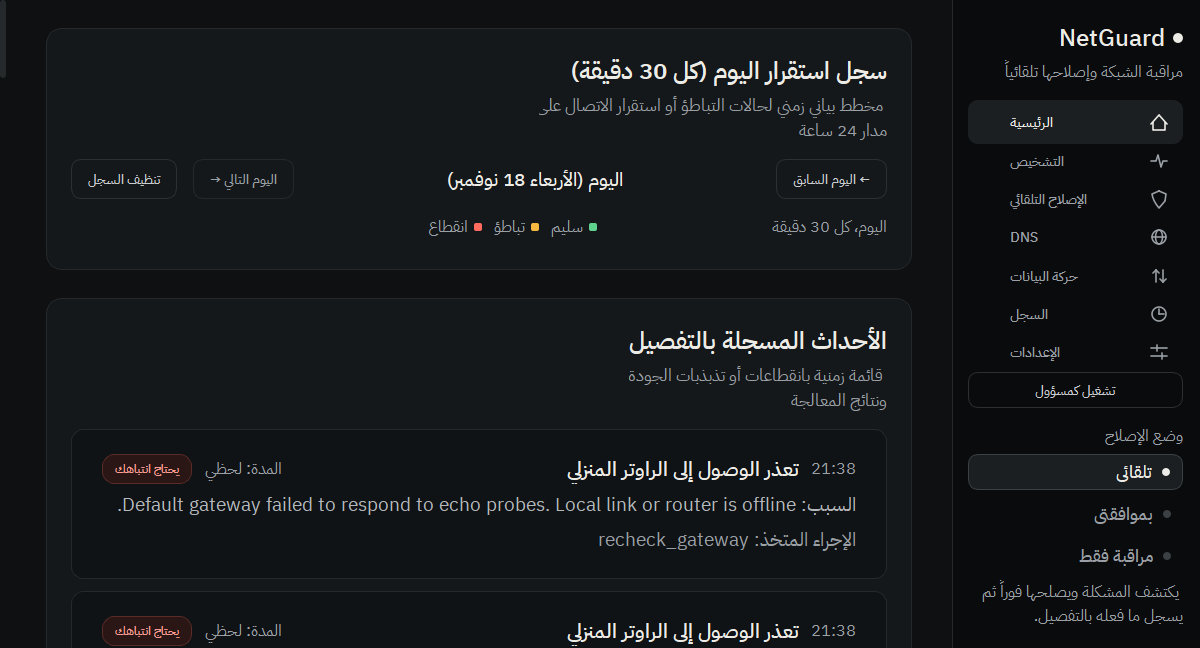 NetGuard
مراقبة الشبكة وإصلاحها تلقائياً
الرئيسية
التشخيص
الإصلاح التلقائي
DNS
حركة البيانات
السجل
الإعدادات
تشغيل كمسؤول
وضع الإصلاح
تلقائي
بموافقتي
مراقبة فقط
يكتشف المشكلة ويصلحها فوراً ثم
يسجل ما فعله بالتفصيل.
سجل استقرار اليوم (كل 30 دقيقة)
مخطط بياني زمني لحالات التباطؤ أو استقرار الاتصال على
مدار 24 ساعة
← اليوم السابق
اليوم (الأربعاء 18 نوفمبر)
اليوم التالي →
تنظيف السجل
اليوم، كل 30 دقيقة
سليم
تباطؤ
انقطاع
الأحداث المسجلة بالتفصيل
قائمة زمنية بانقطاعات أو تذبذبات الجودة
ونتائج المعالجة
21:38 تعذر الوصول إلى الراوتر المنزلي
المدة: لحظي
يحتاج انتباهك
السبب: Default gateway failed to respond to echo probes. Local link or router is offline.
الإجراء المتخذ: recheck_gateway
21:38 تعذر الوصول إلى الراوتر المنزلي
المدة: لحظي
يحتاج انتباهك